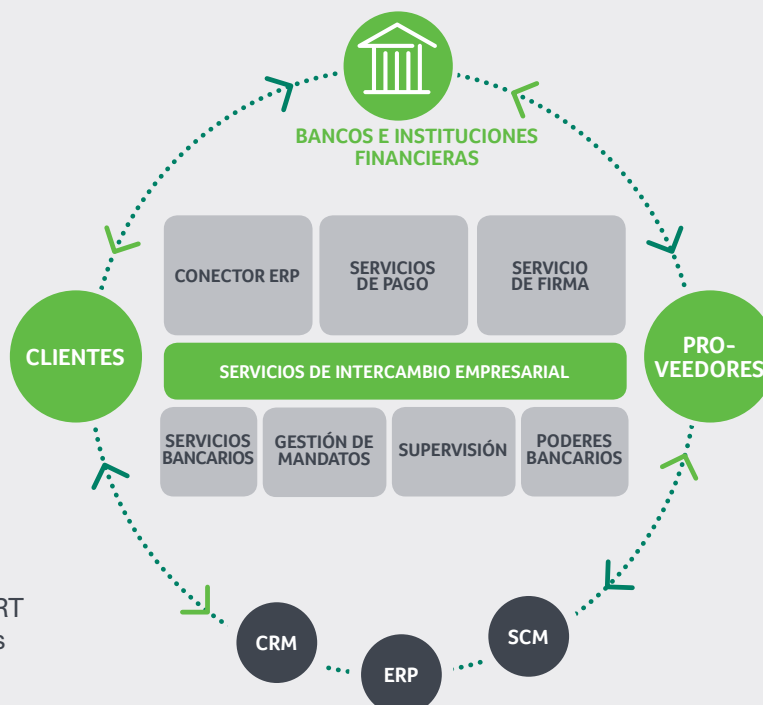 BANCOS E INSTITUCIONES
FINANCIERAS
CONECTOR ERP
SERVICIOS
DE PAGO
SERVICIO
DE FIRMA
CLIENTES
PRO-
VEEDORES
SERVICIOS DE INTERCAMBIO EMPRESARIAL
SERVICIOS
BANCARIOS
GESTIÓN DE
MANDATOS
SUPERVISIÓN
PODERES
BANCARIOS
RT
s
CRM
ERP
SCM